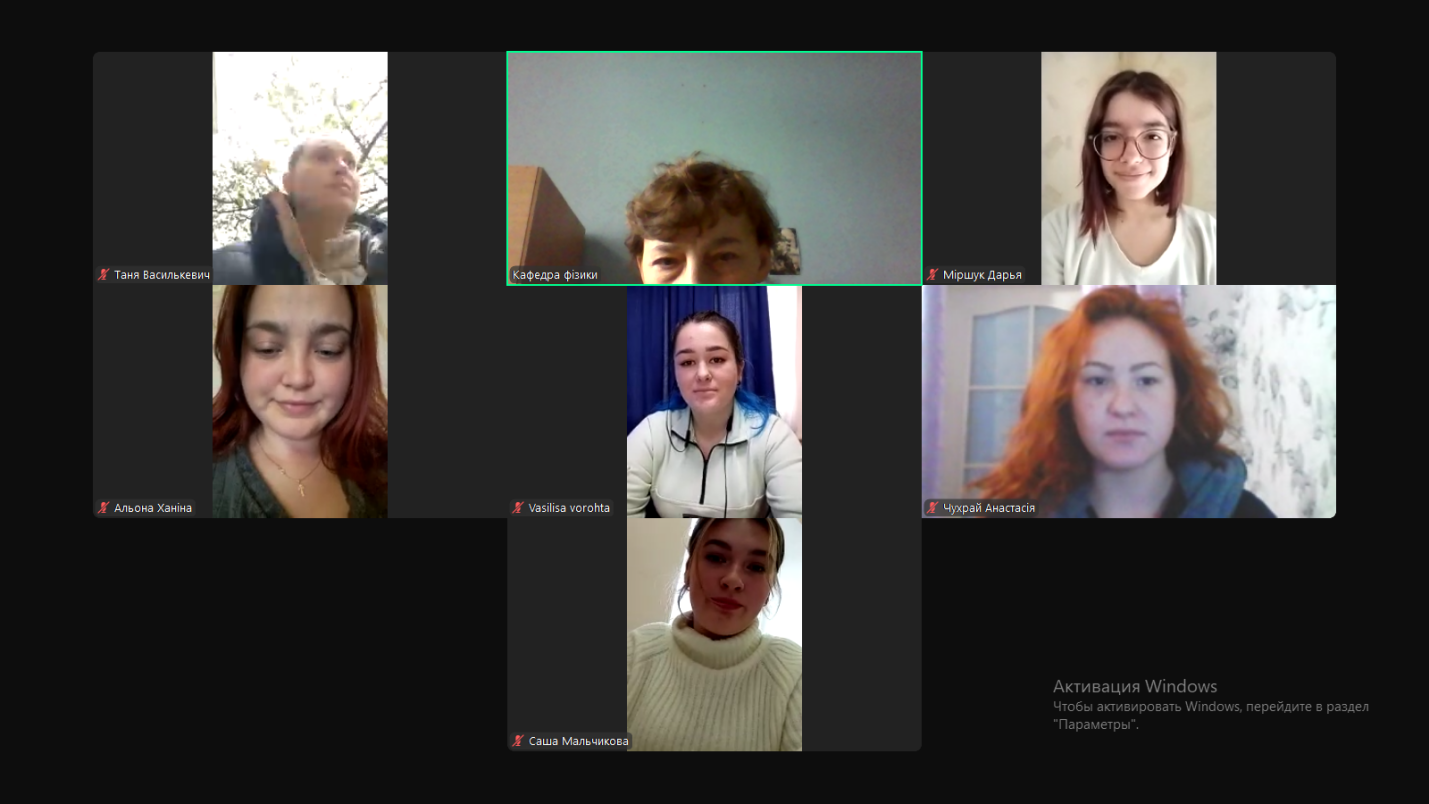 Таня Василькевич
Кафедра фізики
Міршук Дарья
Альона Ханіна
Vasilisa vorohta
Чухрай Анастасія
Саша Мальчикова
Активация Windows
Чтобы активировать Windows, перейдите в раздел
"Параметры".